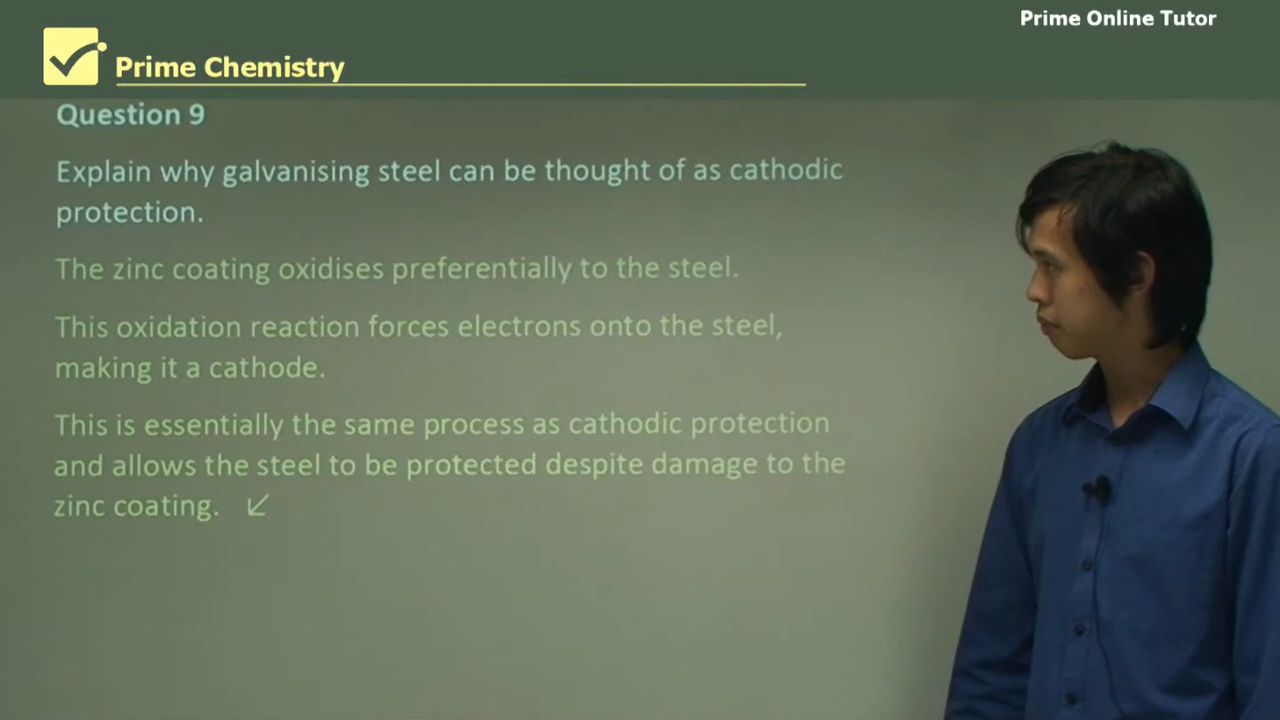 Prime Online Tutor
Prime Chemistry
Question 9
Explain why galvanising steel can be thought of as cathodic
protection.
The zinc coating oxidises preferentially to the steel.
This oxidation reaction forces electrons onto the steel,
making it a cathode.
This is essentially the same process as cathodic protection
and allows the steel to be protected despite damage to the
zinc coating.